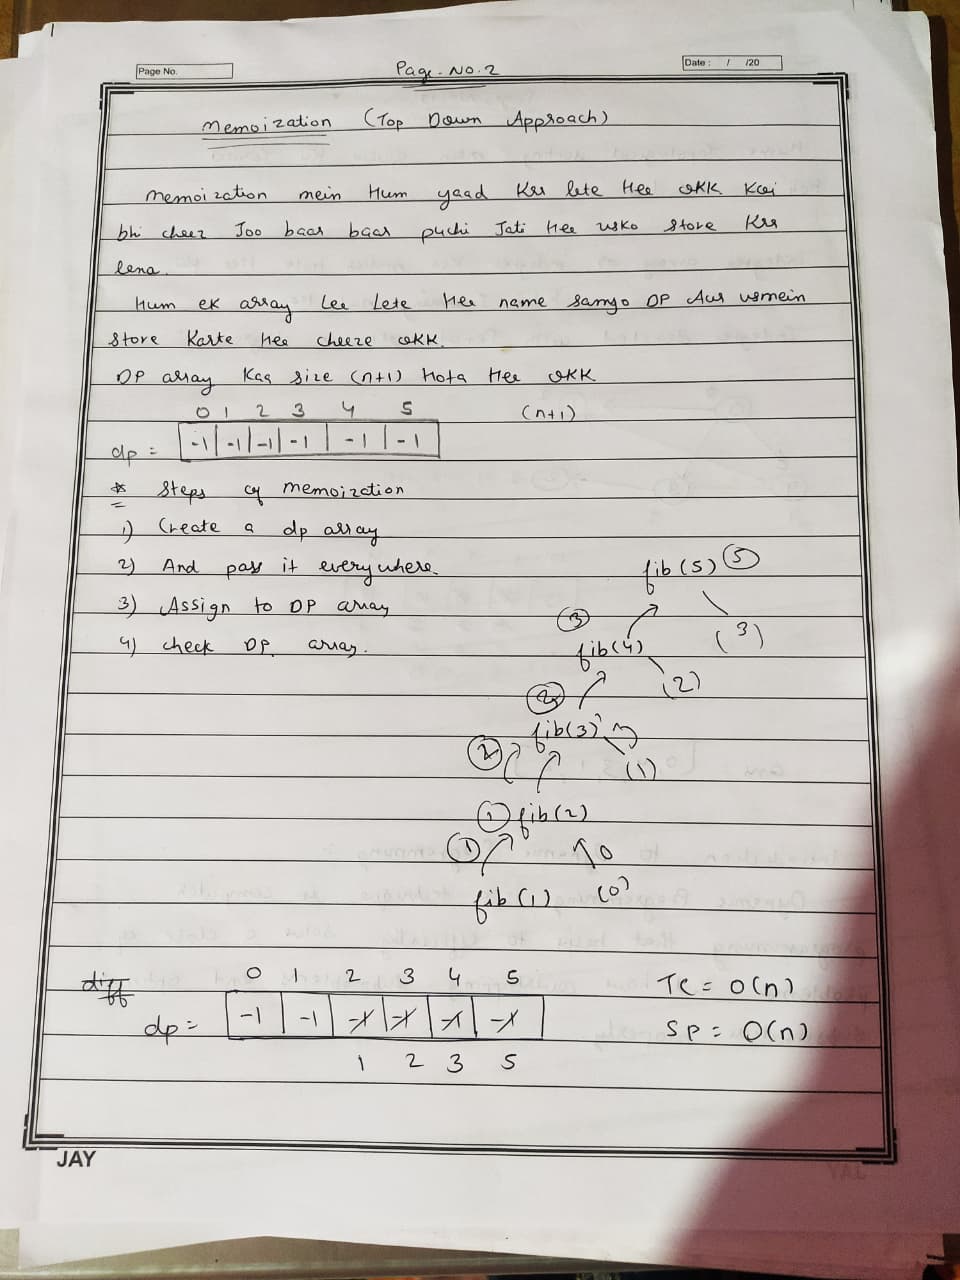 Page No.
Page. No. 2
Date : / /20
Memoization (Top Down Approach)
Memoization mein Hum yaad Krr lete Hee okk Koi
bhi cheez Joo baar baar puchi Jati Hee usko store Krr
lena.
Hum ek array Lee Lete Hee name samjo DP Aur usmein
store Karte Hee cheeze okk.
DP array Kaa size (n+1) Hota Hee okk
0 1 2 3 4 5 (n+1)
dp = -1 -1 -1 -1 -1 -1
* Steps of memoization
1) Create a dp array
2) And pass it everywhere.
fib(5) 5
3) Assign to DP array
3
4) check DP array.
fib(4) (3)
2 (2)
fib(3)
2 (1)
1 fib(2)
1 0
fib(1) (0)
diff
0 1 2 3 4 5
TC = O(n)
dp = -1 -1 -1 -1 -1 -1
SP = O(n)
1 2 3 5
JAY